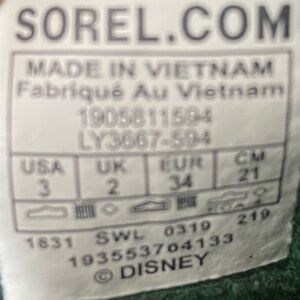 SOREL.COM
MADE IN VIETNAM
Fabriqué Au Vietnam
1905811594
LY3667-594
USA UK EUR CM
3 2 34 21
1831 SWL 0319 219
193553704133
© DISNEY